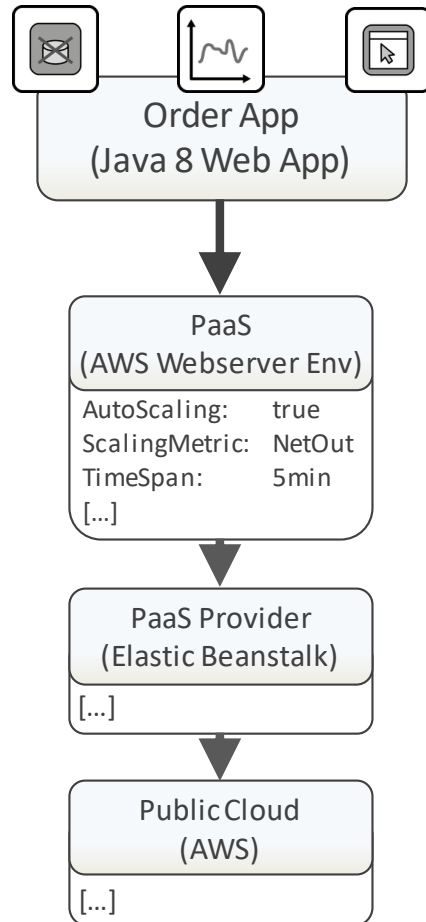 Order App
(Java 8 Web App)
PaaS
(AWS Webserver Env)
AutoScaling: true
ScalingMetric: NetOut
TimeSpan: 5min
[...]
PaaS Provider
(Elastic Beanstalk)
[...]
Public Cloud
(AWS)
[...]